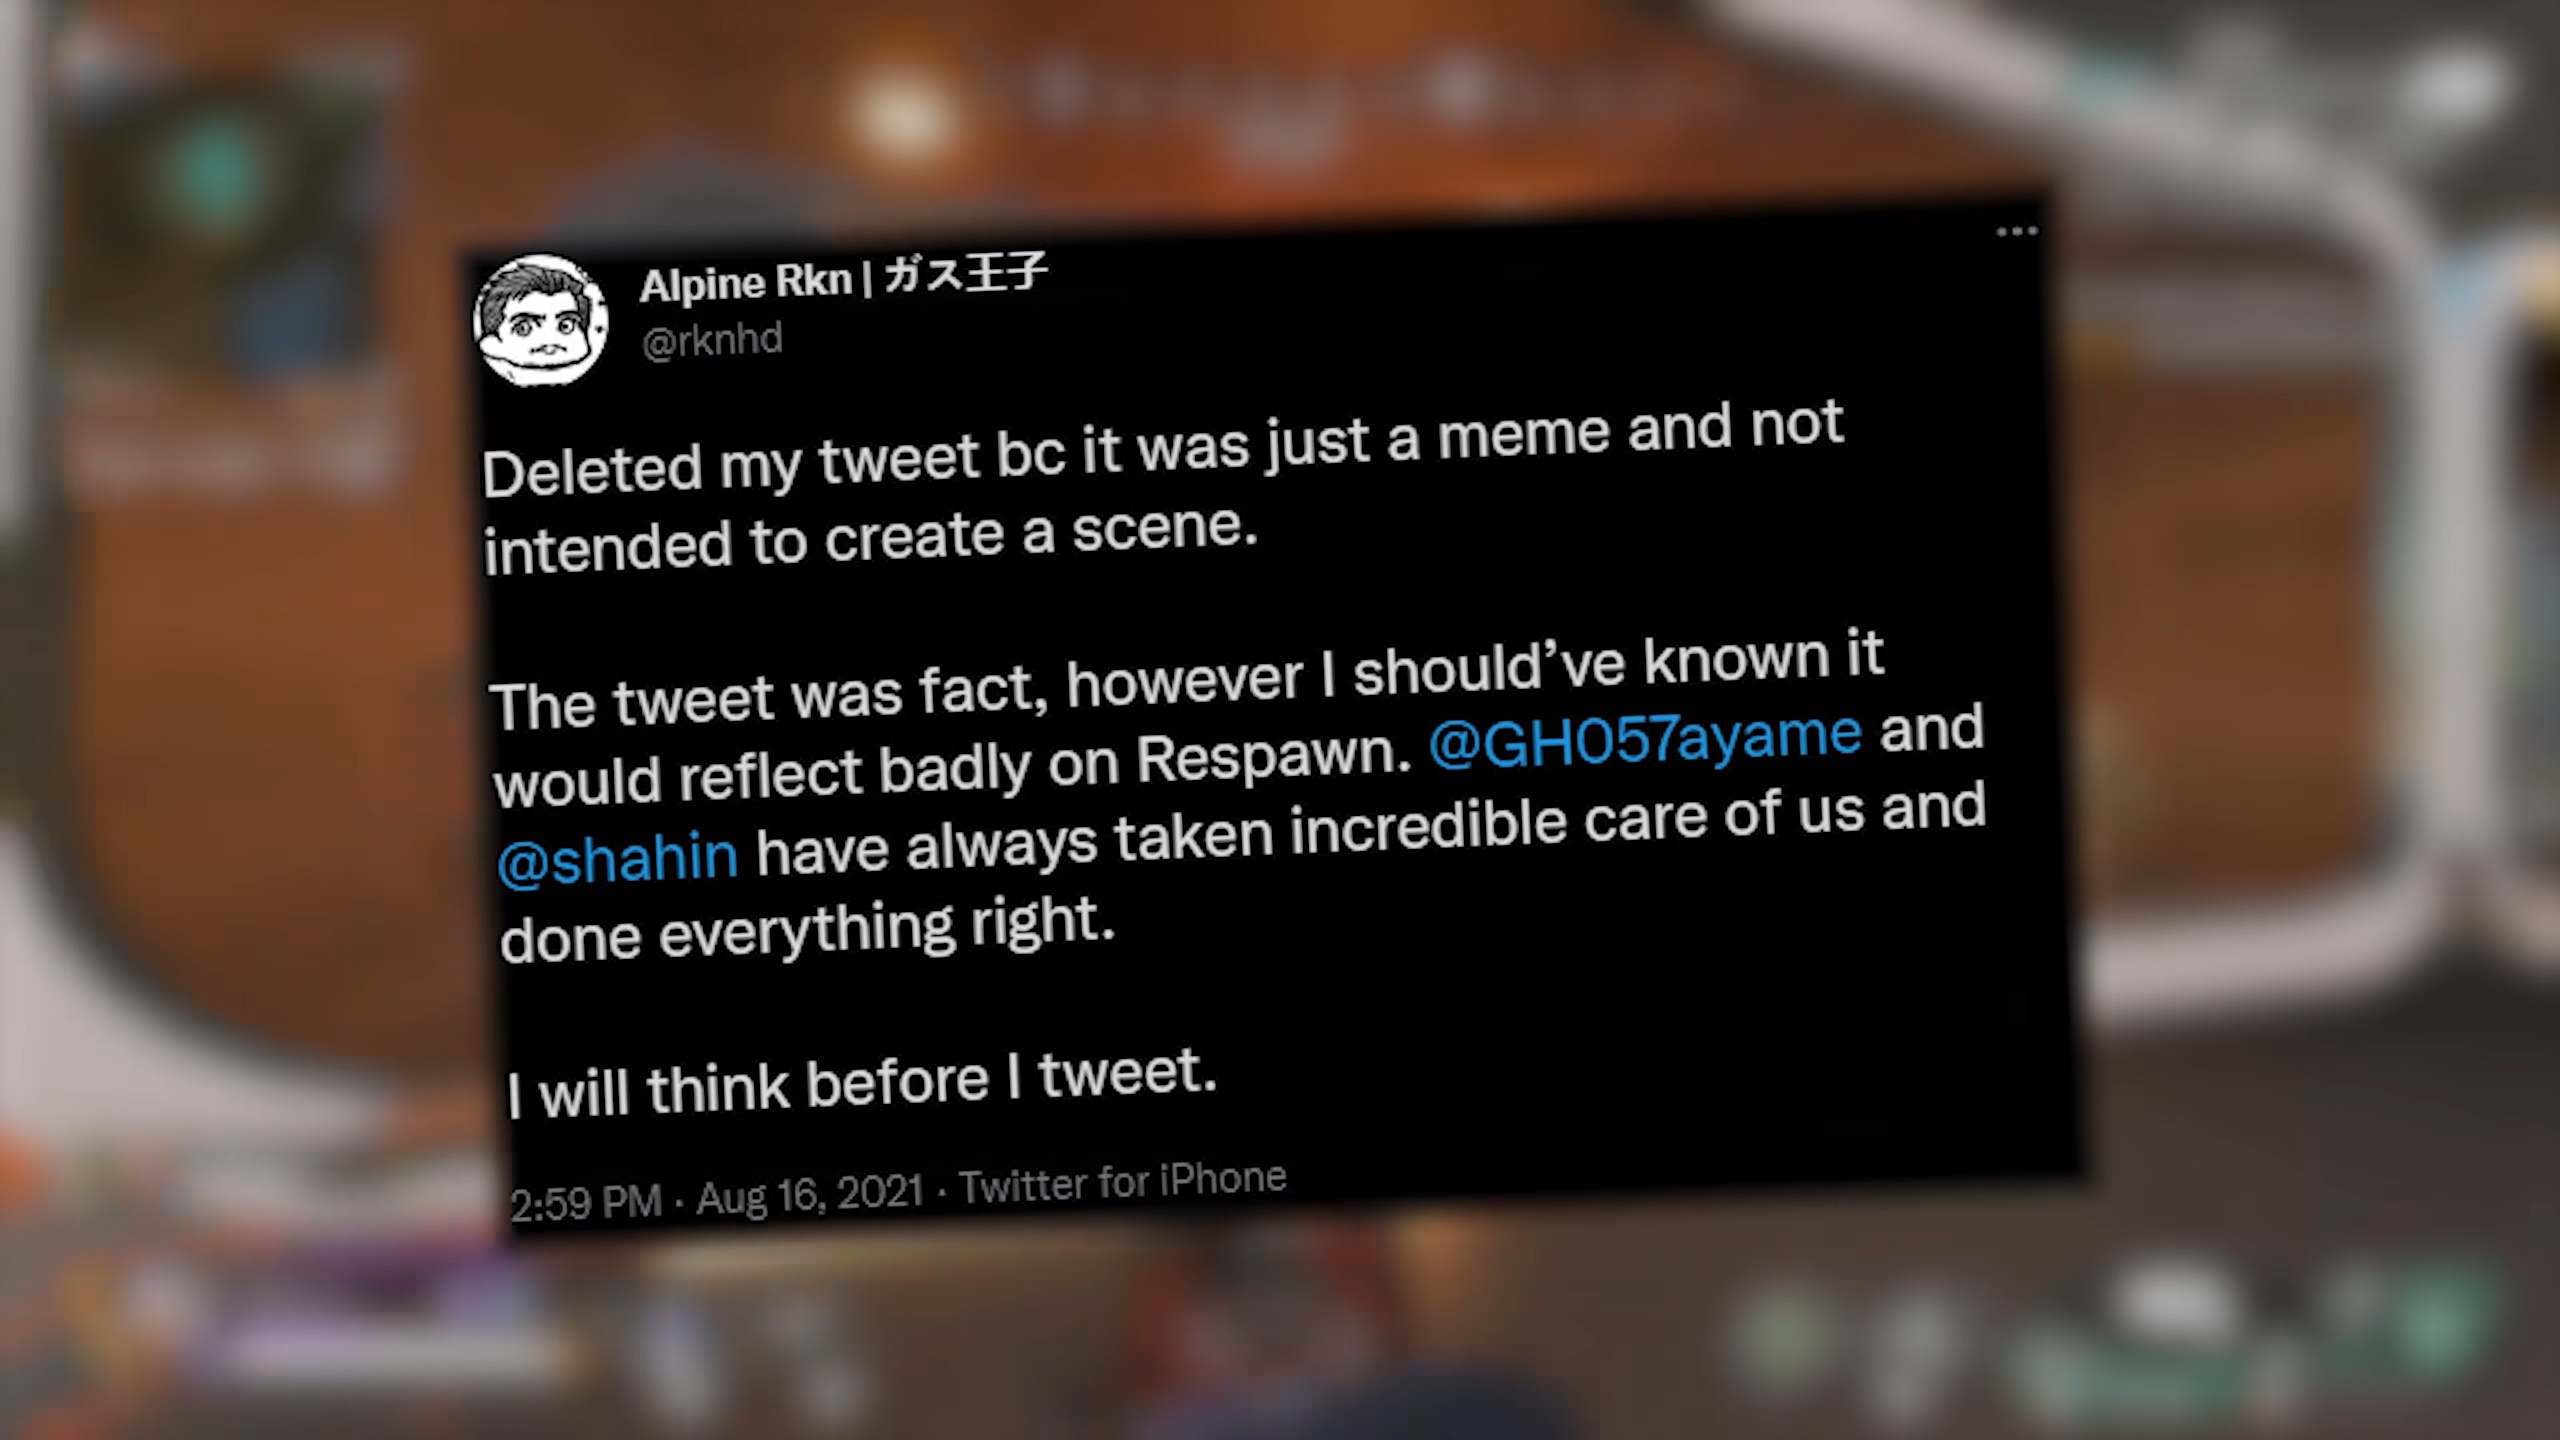 Alpine Rkn | ガス王子
@rknhd
Deleted my tweet bc it was just a meme and not
intended to create a scene.
The tweet was fact, however I should’ve known it
would reflect badly on Respawn. @GH057ayame and
@shahin have always taken incredible care of us and
done everything right.
I will think before I tweet.
2:59 PM · Aug 16, 2021 · Twitter for iPhone